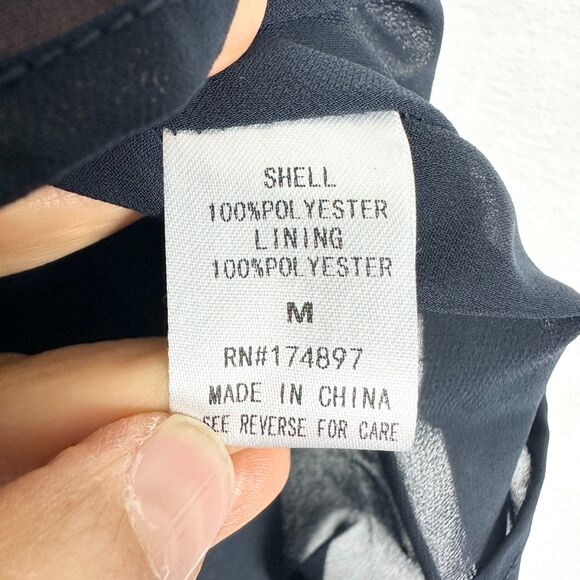 SHELL
100%POLYESTER
LINING
100%POLYESTER
M
RN#174897
MADE IN CHINA
SEE REVERSE FOR CARE